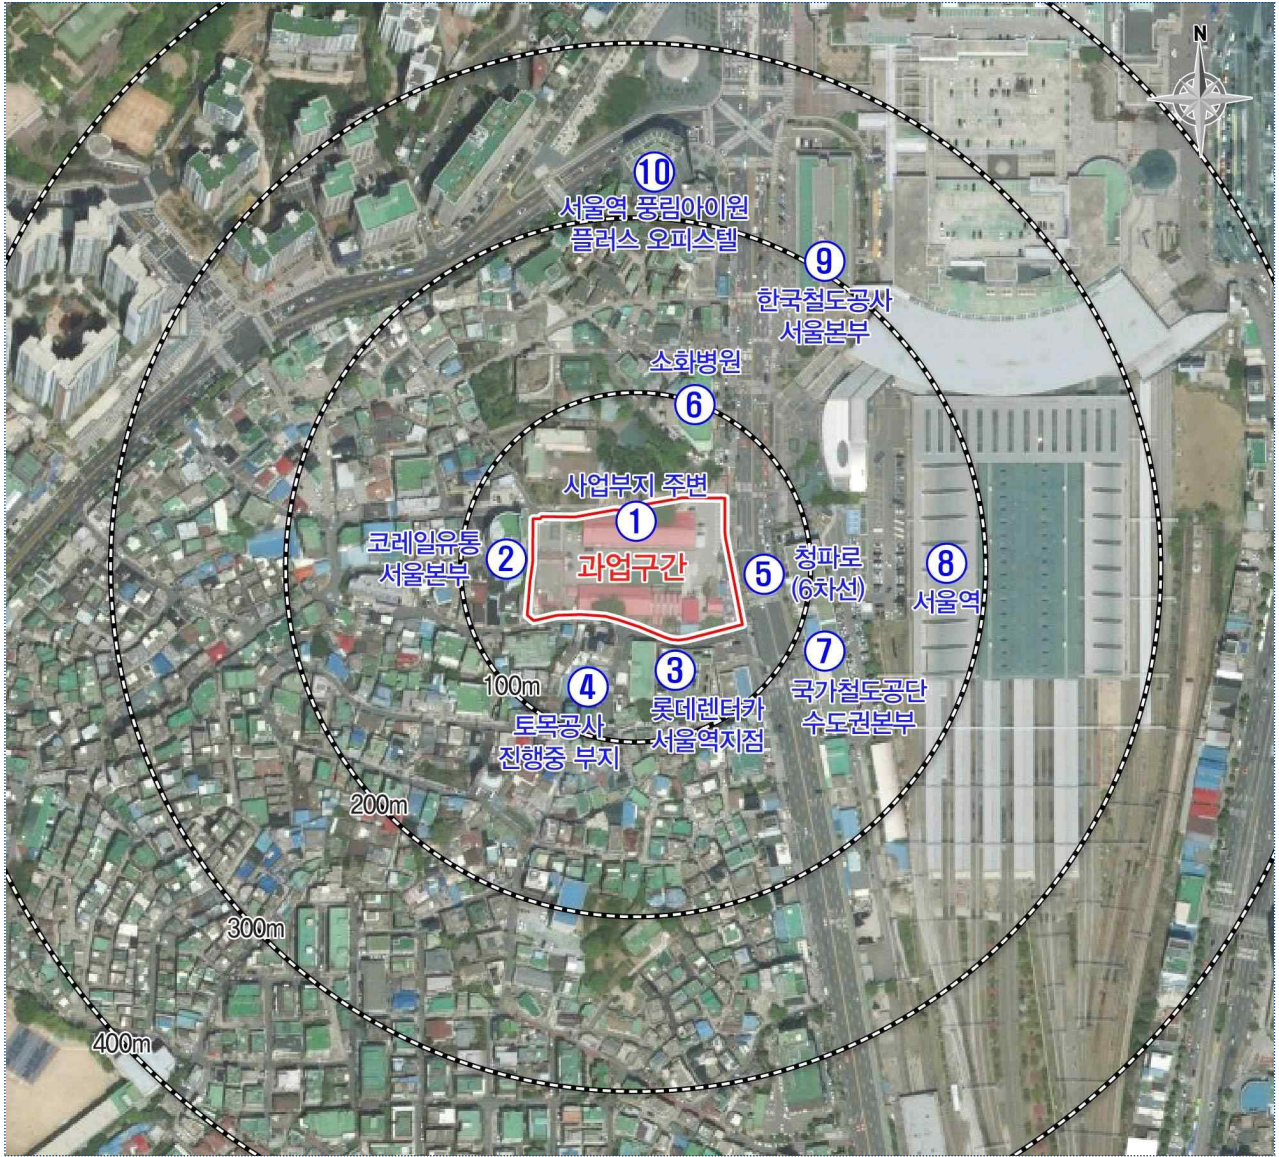 N
⑩
서울역 풍림아이원
플러스 오피스텔
⑨
한국철도공사
서울본부
소화병원
⑥
사업부지 주변
①
코레일유통
서울본부
②
과업구간
⑤
청파로
(6차선)
⑧
서울역
⑦
국가철도공단
수도권본부
③
롯데렌터카
서울역지점
④
토목공사
진행중 부지
100m
200m
300m
400m